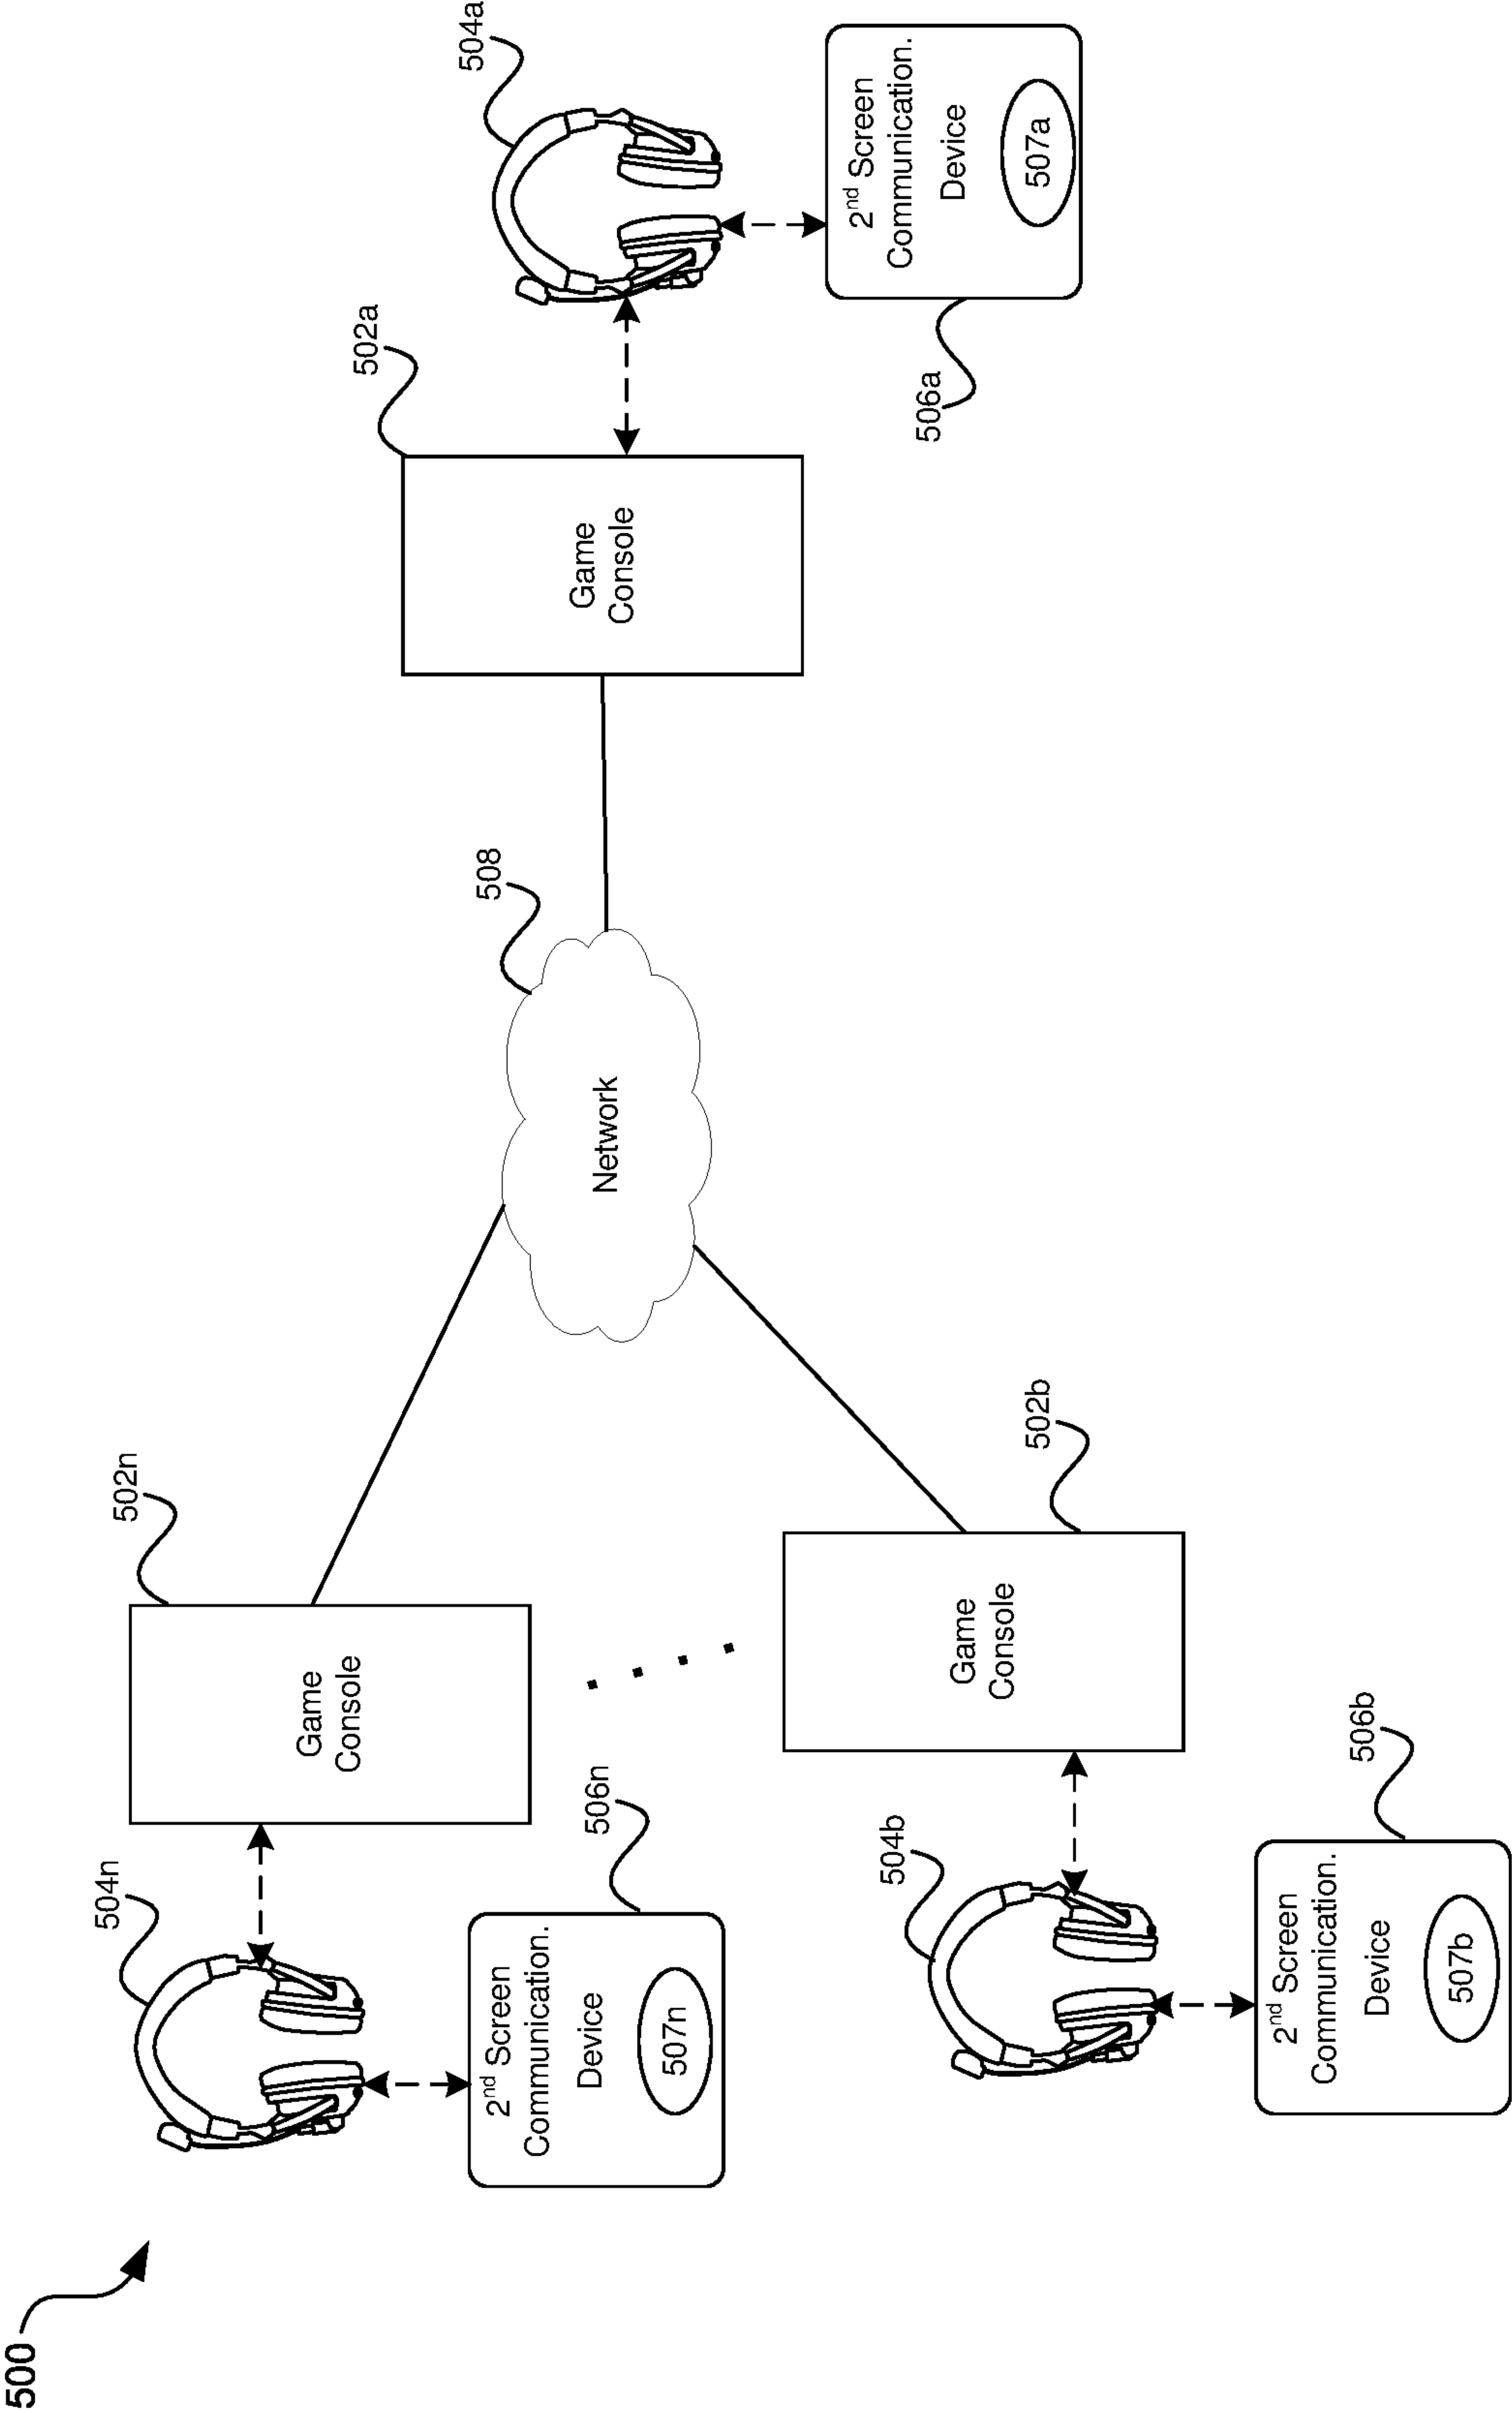 500
504n
502n
Game
Console
506n
2nd Screen
Communication.
Device
507n
508
Network
502a
Game
Console
504a
506a
2nd Screen
Communication.
Device
507a
504b
502b
Game
Console
506b
2nd Screen
Communication.
Device
507b